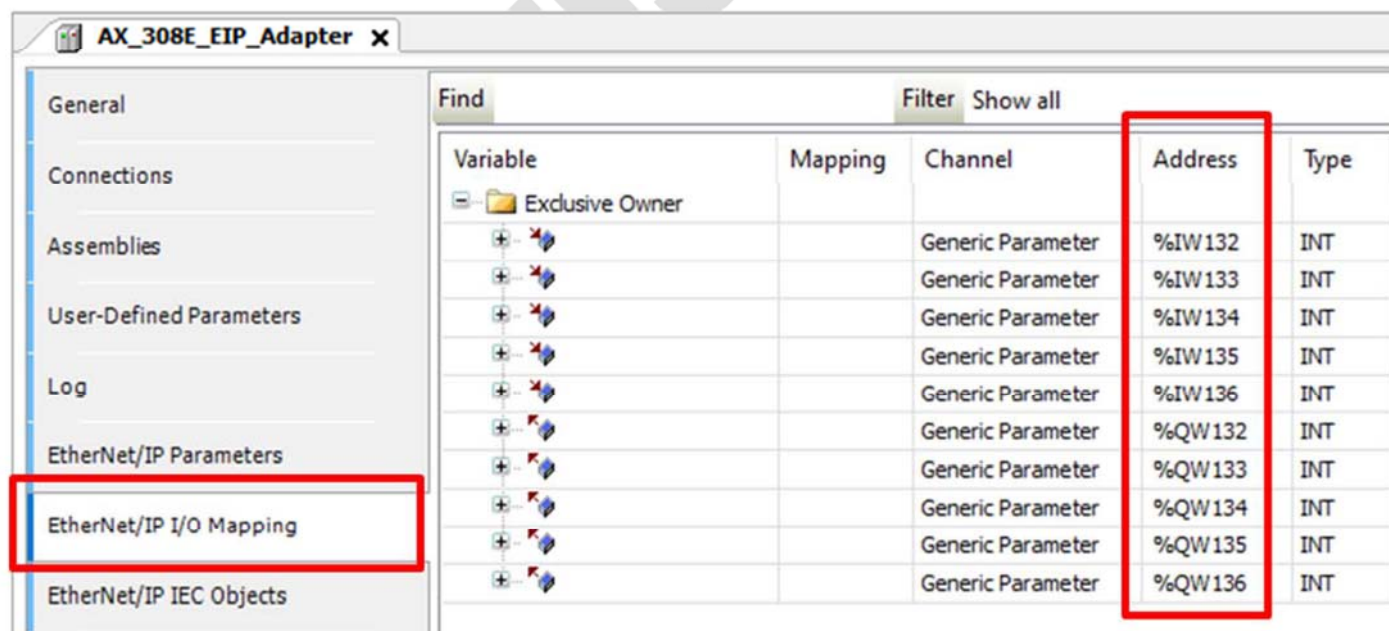 AX_308E_EIP_Adapter x
General
Connections
Assemblies
User-Defined Parameters
Log
EtherNet/IP Parameters
EtherNet/IP I/O Mapping
EtherNet/IP IEC Objects
Find Filter Show all
Variable Mapping Channel Address Type
Exclusive Owner
Generic Parameter %IW132 INT
Generic Parameter %IW133 INT
Generic Parameter %IW134 INT
Generic Parameter %IW135 INT
Generic Parameter %IW136 INT
Generic Parameter %QW132 INT
Generic Parameter %QW133 INT
Generic Parameter %QW134 INT
Generic Parameter %QW135 INT
Generic Parameter %QW136 INT